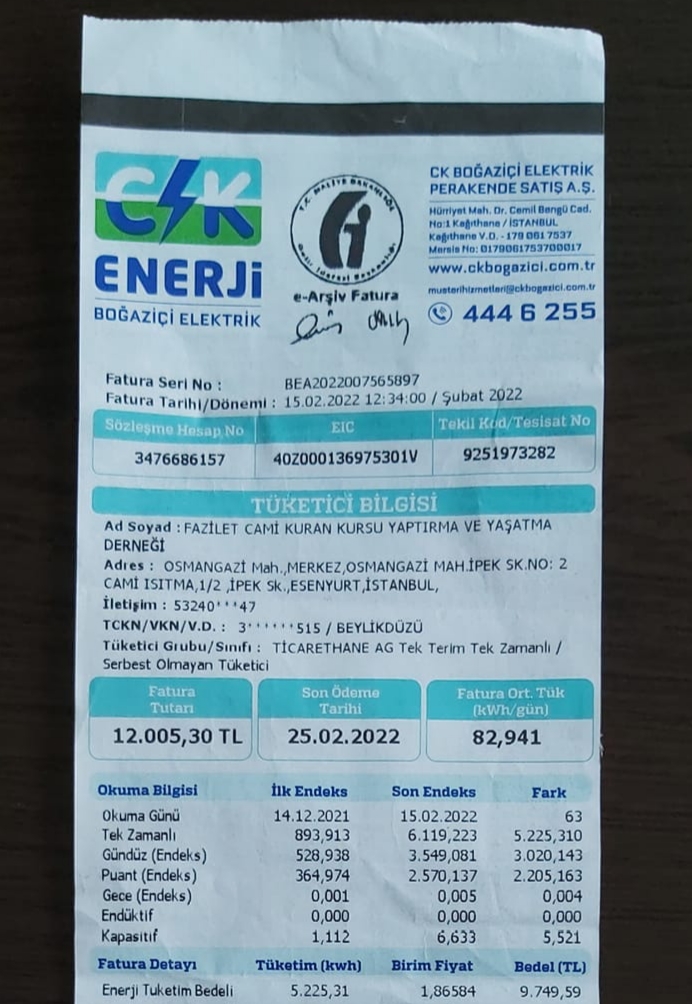 CK
ENERJİ
BOĞAZİÇİ ELEKTRİK
T.C. MALİYE BAKANLIĞI
Gelir İdaresi Başkanlığı
e-Arşiv Fatura
CK BOĞAZİÇİ ELEKTRİK
PERAKENDE SATIŞ A.Ş.
Hürriyet Mah. Dr. Cemil Bengü Cad.
No:1 Kağıthane / İSTANBUL
Kağıthane V.D. - 179 061 7537
Mersis No: 0179061753700017
www.ckbogazici.com.tr
musterihizmetleri@ckbogazici.com.tr
444 6 255
Fatura Seri No : BEA2022007565897
Fatura Tarihi/Dönemi : 15.02.2022 12:34:00 / Şubat 2022
Sözleşme Hesap No EIC Tekil Kod/Tesisat No
3476686157 40Z000136975301V 9251973282
TÜKETİCİ BİLGİSİ
Ad Soyad : FAZİLET CAMİ KURAN KURSU YAPTIRMA VE YAŞATMA
DERNEĞİ
Adres : OSMANGAZİ Mah.,MERKEZ,OSMANGAZİ MAH.İPEK SK.NO: 2
CAMİ ISITMA,1/2 ,İPEK Sk.,ESENYURT,İSTANBUL,
İletişim : 53240***47
TCKN/VKN/V.D. : 3******515 / BEYLİKDÜZÜ
Tüketici Grubu/Sınıfı : TİCARETHANE AG Tek Terim Tek Zamanlı /
Serbest Olmayan Tüketici
Fatura Tutarı
12.005,30 TL
Son Ödeme Tarihi
25.02.2022
Fatura Ort. Tük (kWh/gün)
82,941
Okuma Bilgisi İlk Endeks Son Endeks Fark
Okuma Günü 14.12.2021 15.02.2022 63
Tek Zamanlı 893,913 6.119,223 5.225,310
Gündüz (Endeks) 528,938 3.549,081 3.020,143
Puant (Endeks) 364,974 2.570,137 2.205,163
Gece (Endeks) 0,001 0,005 0,004
Endüktif 0,000 0,000 0,000
Kapasitif 1,112 6,633 5,521
Fatura Detayı Tüketim (kwh) Birim Fiyat Bedel (TL)
Enerji Tuketim Bedeli 5.225,31 1,86584 9.749,59